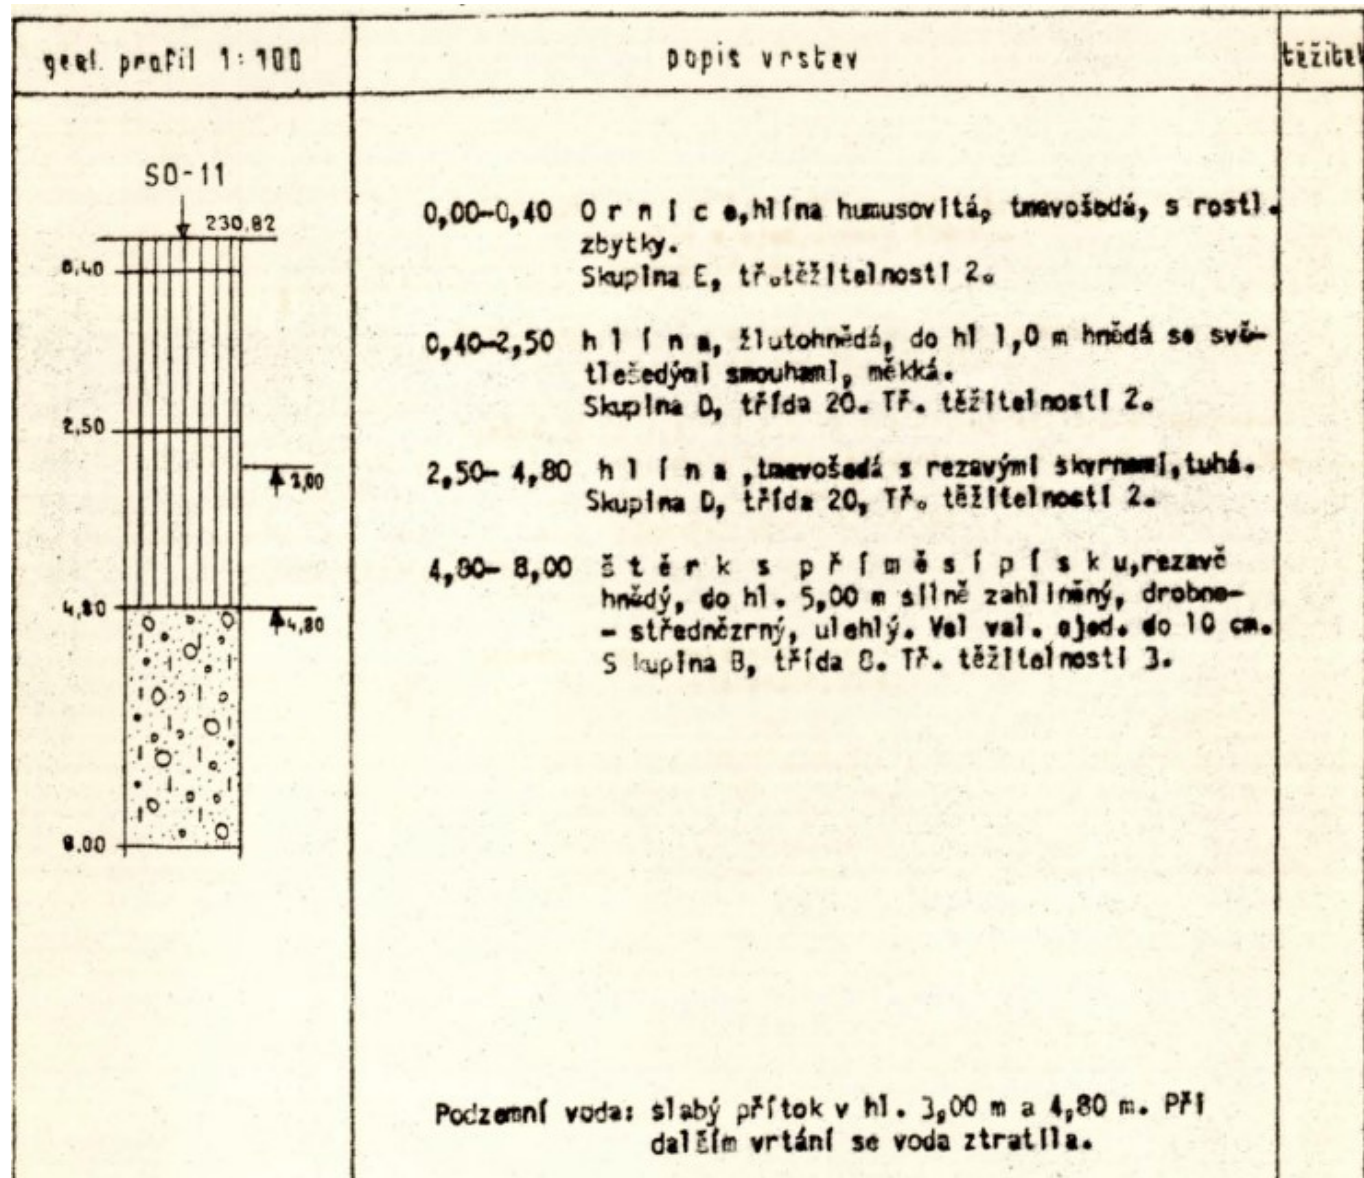 geol. profil 1:100
popis vrstev
těžitel
SO-11
230.82
0,40
2,50
3,00
4,80
4,80
8.00
0,00-0,40 O r n i c e,hlína humusovitá, tmavošedá, s rostl.
zbytky.
Skupina E, tř.těžitelnosti 2.
0,40-2,50 h l í n a, žlutohnědá, do hl 1,0 m hnědá se svě-
tlešedými smouhami, měkká.
Skupina D, třída 20. Tř. těžitelnosti 2.
2,50- 4,80 h l í n a ,tmavošedá s rezavými skvrnami,tuhá.
Skupina D, třída 20, Tř. těžitelnosti 2.
4,80- 8,00 š t ě r k s p ř í m ě s í p í s k u,rezavě
hnědý, do hl. 5,00 m silně zahliněný, drobno-
- střednězrný, ulehlý. Vel val. ojed. do 10 cm.
S kupina B, třída 8. Tř. těžitelnosti 3.
Podzemní voda: slabý přítok v hl. 3,00 m a 4,80 m. Při
dalším vrtání se voda ztratila.